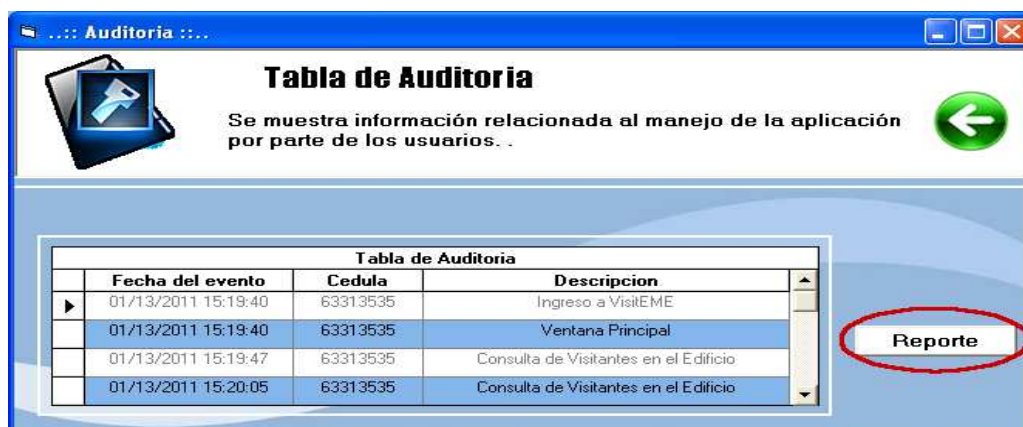 ..:: Auditoria ::..
Tabla de Auditoria
Se muestra información relacionada al manejo de la aplicación
por parte de los usuarios. .
Tabla de Auditoria
Fecha del evento Cedula Descripcion
01/13/2011 15:19:40 63313535 Ingreso a VisitEME
01/13/2011 15:19:40 63313535 Ventana Principal
Reporte
01/13/2011 15:19:47 63313535 Consulta de Visitantes en el Edificio
01/13/2011 15:20:05 63313535 Consulta de Visitantes en el Edificio